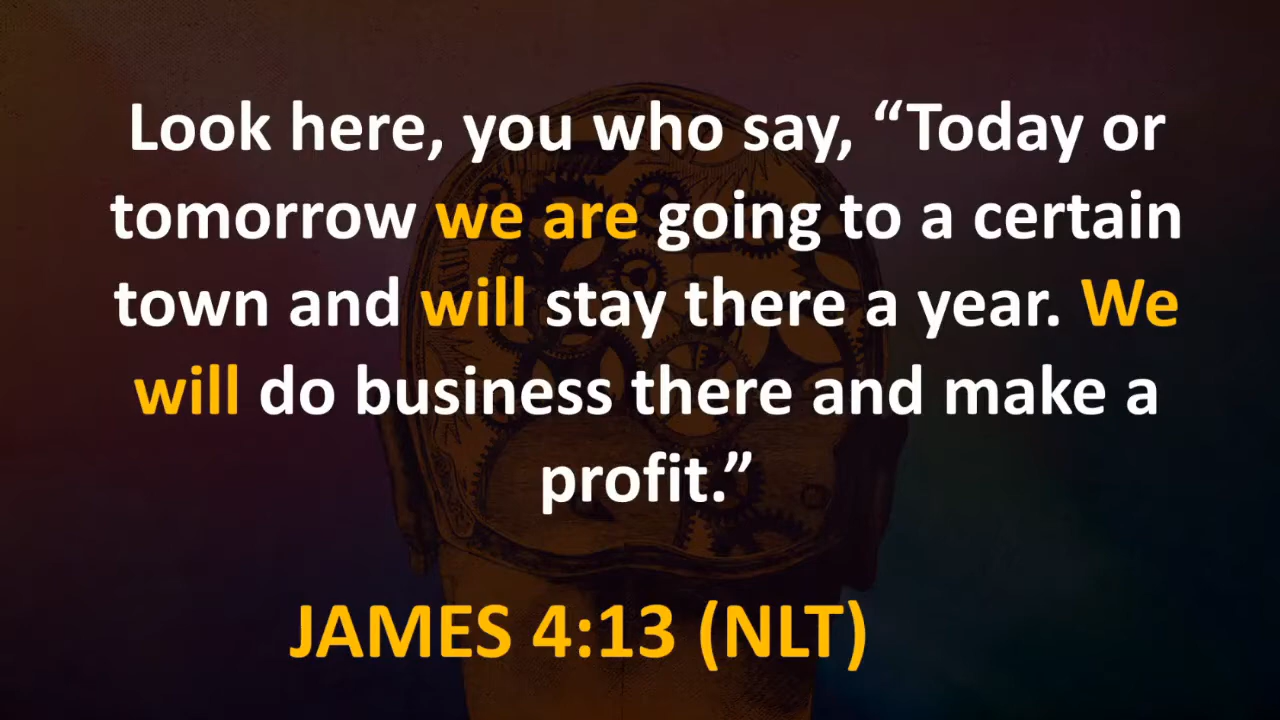 Look here, you who say, “Today or
tomorrow we are going to a certain
town and will stay there a year. We
will do business there and make a
profit.”
JAMES 4:13 (NLT)